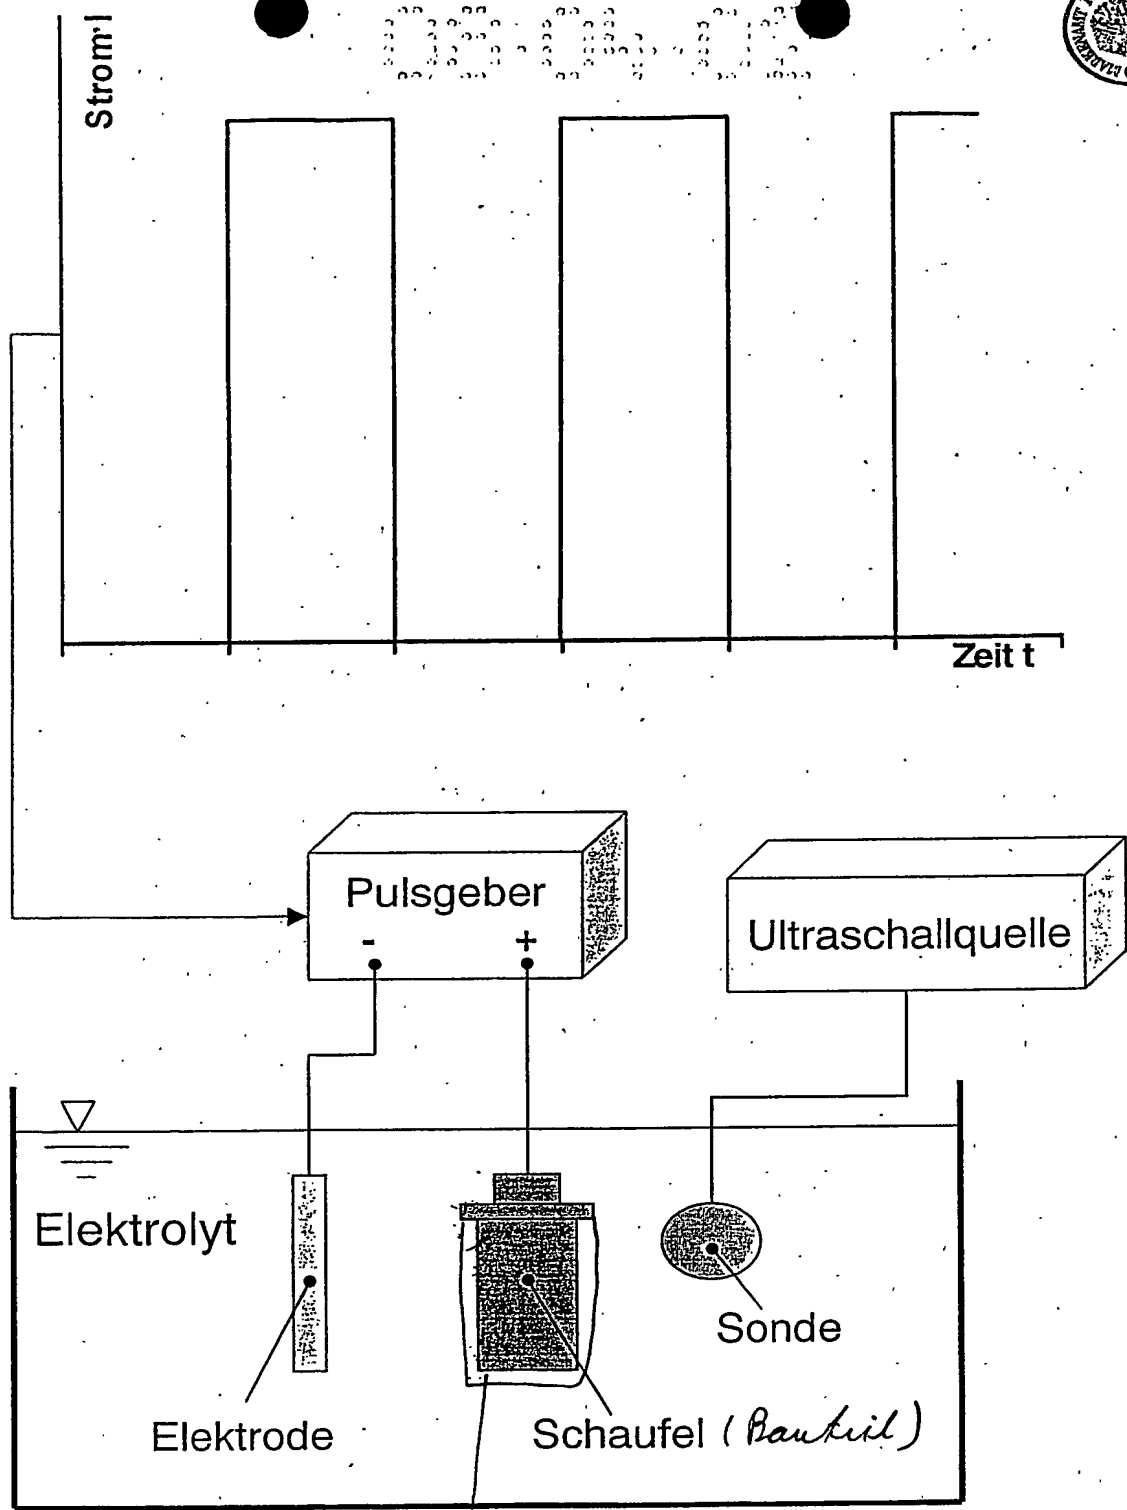 Strom I
Zeit t
Pulsgeber
- +
Ultraschallquelle
Elektrolyt
Sonde
Elektrode
Schaufel (Bauteil)